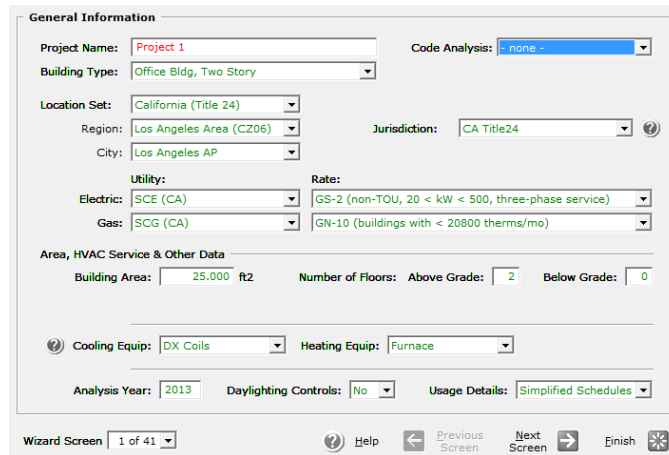 General Information
Project Name: Project 1 Code Analysis: - none -
Building Type: Office Bldg, Two Story
Location Set: California (Title 24)
Region: Los Angeles Area (CZ06) Jurisdiction: CA Title24 ?
City: Los Angeles AP
Utility: Rate:
Electric: SCE (CA) GS-2 (non-TOU, 20 < kW < 500, three-phase service)
Gas: SCG (CA) GN-10 (buildings with < 20800 therms/mo)
Area, HVAC Service & Other Data
Building Area: 25.000 ft2 Number of Floors: Above Grade: 2 Below Grade: 0
? Cooling Equip: DX Coils Heating Equip: Furnace
Analysis Year: 2013 Daylighting Controls: No Usage Details: Simplified Schedules
Wizard Screen 1 of 41 ? Help Previous Screen Next Screen Finish